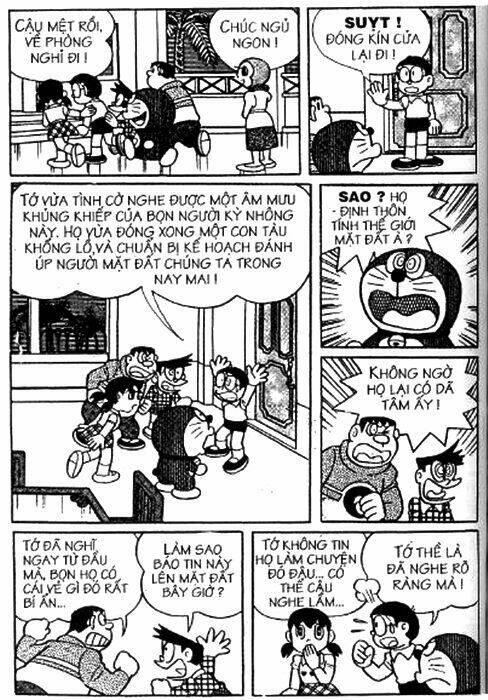 CẬU MỆT RỒI,
VỀ PHÒNG
NGHỈ ĐI !
CHÚC NGỦ
NGON !
SUYT !
ĐÓNG KÍN CỬA
LẠI ĐI !
TỚ VỪA TÌNH CỜ NGHE ĐƯỢC MỘT ÂM MƯU
KHỦNG KHIẾP CỦA BỌN NGƯỜI KỲ NHÔNG
NÀY. HỌ VỪA ĐÓNG XONG MỘT CON TÀU
KHỔNG LỒ, VÀ CHUẨN BỊ KẾ HOẠCH ĐÁNH
ÚP NGƯỜI MẶT ĐẤT CHÚNG TA TRONG
NAY MAI !
SAO ? HỌ
- ĐỊNH THÔN
TÍNH THẾ GIỚI
MẶT ĐẤT À ?
KHÔNG NGỜ
HỌ LẠI CÓ DÃ
TÂM ẤY !
TỚ ĐÃ NGHĨ
NGAY TỪ ĐẦU
MÀ, BỌN HỌ CÓ
CÁI VẺ GÌ ĐÓ RẤT
BÍ ẨN...
LÀM SAO
BÁO TIN NÀY
LÊN MẶT ĐẤT
BÂY GIỜ ?
TỚ KHÔNG TIN
HỌ LÀM CHUYỆN
ĐÓ ĐÂU... CÓ
THỂ CẬU
NGHE LẦM...
TỚ THỀ LÀ
ĐÃ NGHE RÕ
RÀNG MÀ !